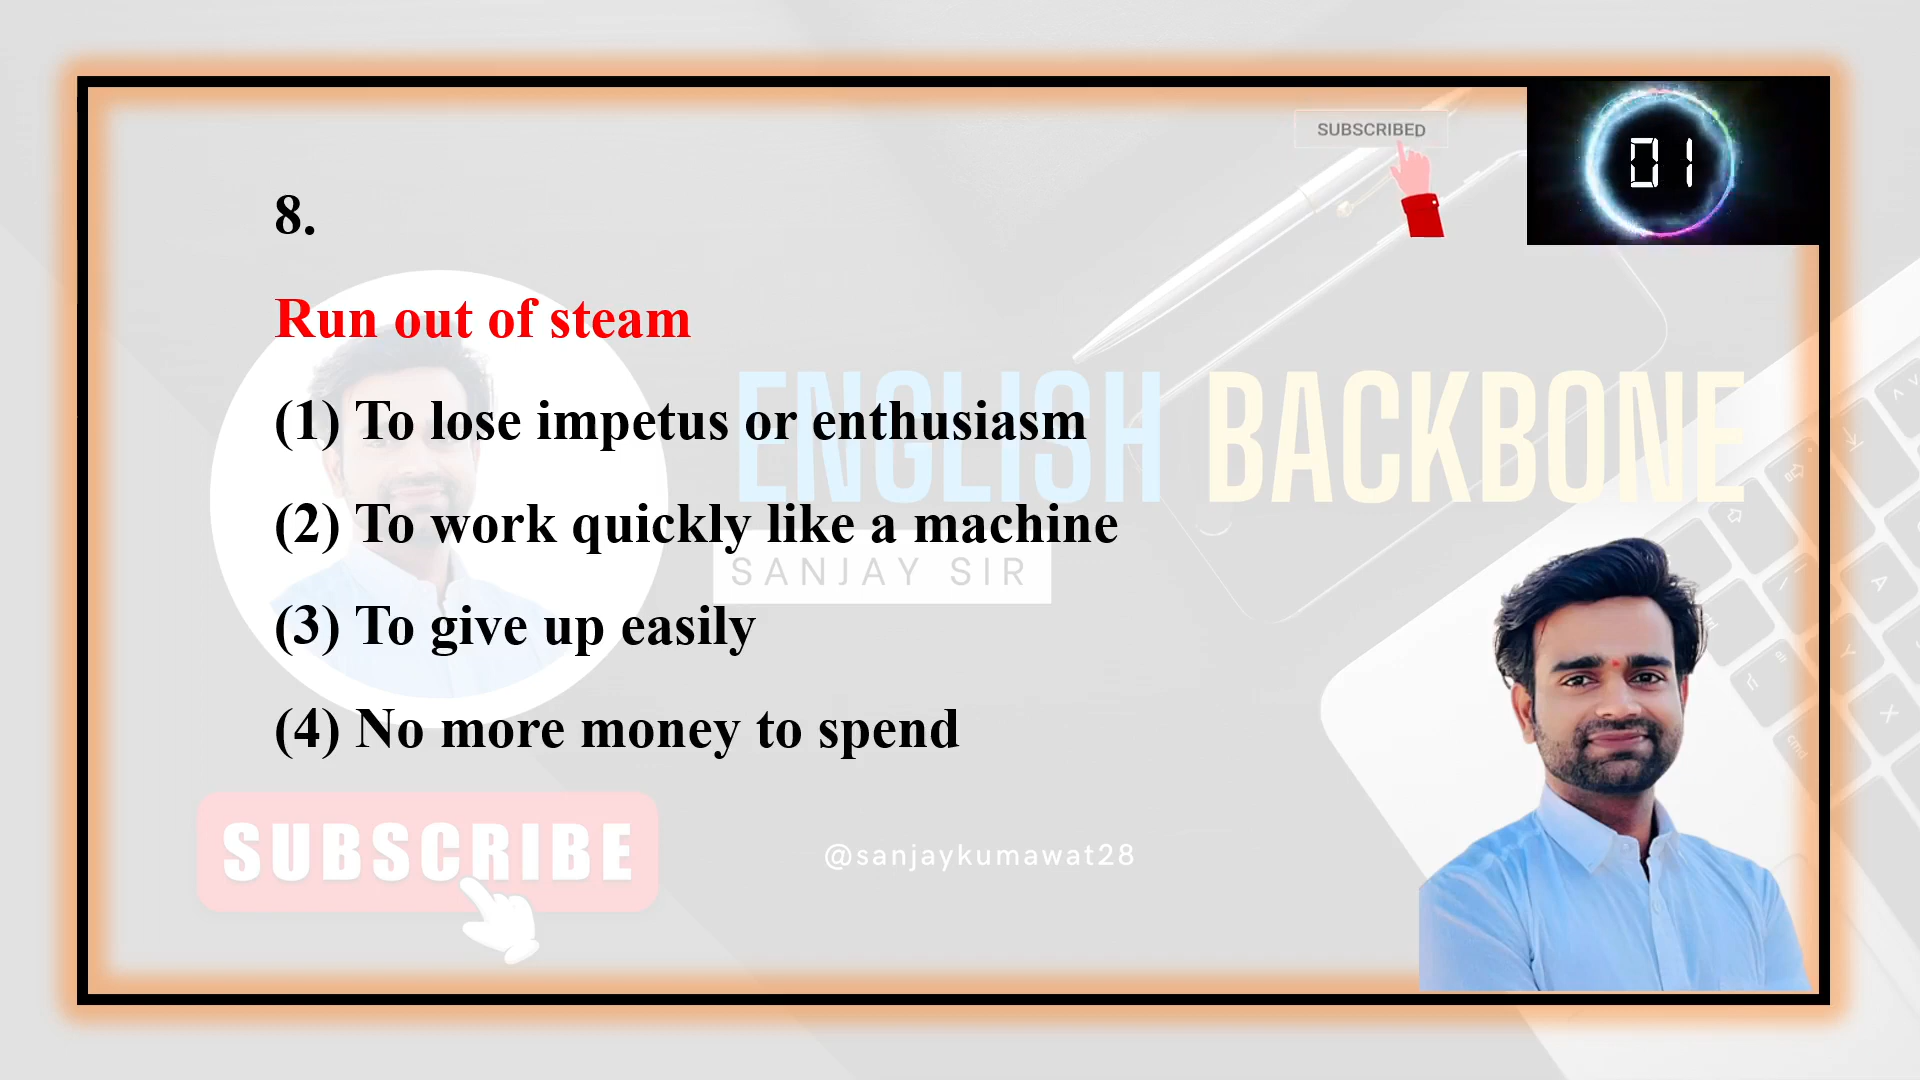 SUBSCRIBED
01
8.
Run out of steam
(1) To lose impetus or enthusiasm
ENGLISH BACKBONE
(2) To work quickly like a machine
SANJAY SIR
(3) To give up easily
(4) No more money to spend
SUBSCRIBE
@sanjaykumawat28